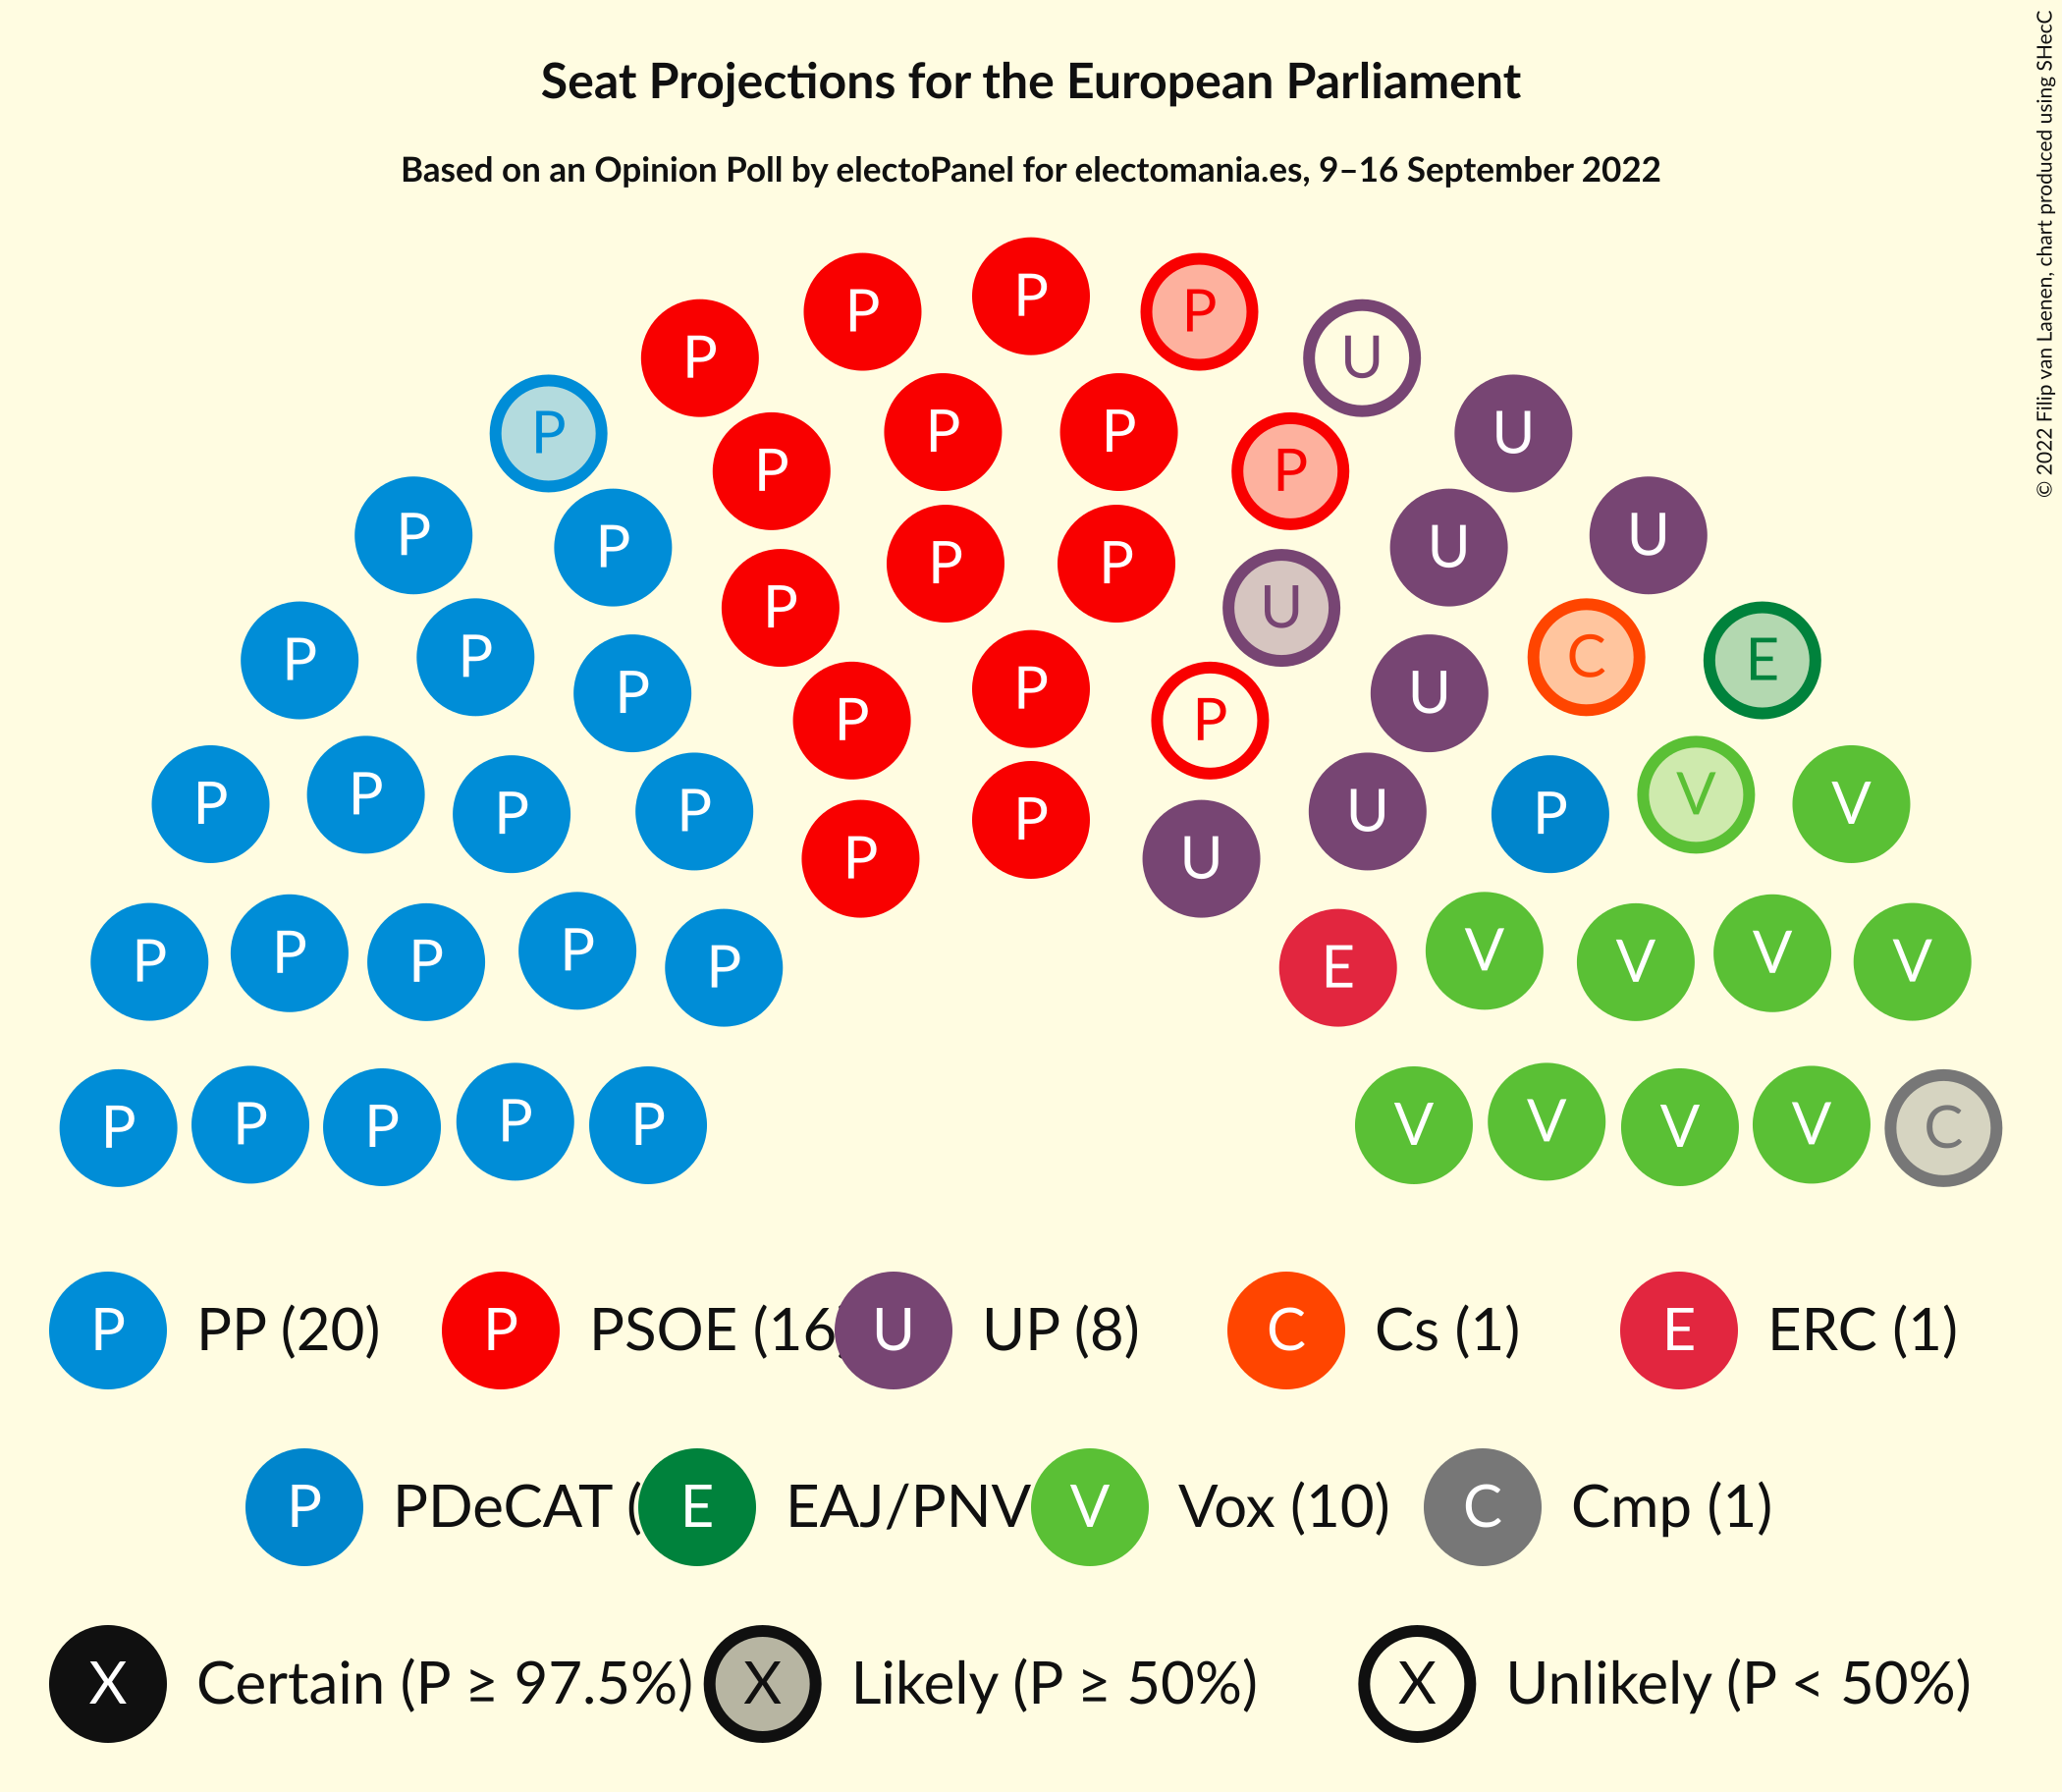 Seat Projections for the European Parliament
Based on an Opinion Poll by electoPanel for electomania.es, 9–16 September 2022
© 2022 Filip van Laenen, chart produced using SHecC
P P P P U
P P P P P U
P P U U
P P P P U
P P P C E
P P U
P P P
P P P P U P V V
P P U
P P P P P E V V V V
P P P P P V V V V C
P PP (20) P PSOE (16 U UP (8) C Cs (1) E ERC (1)
P PDeCAT ( E EAJ/PNV V Vox (10) C Cmp (1)
X Certain (P ≥ 97.5%) X Likely (P ≥ 50%) X Unlikely (P < 50%)